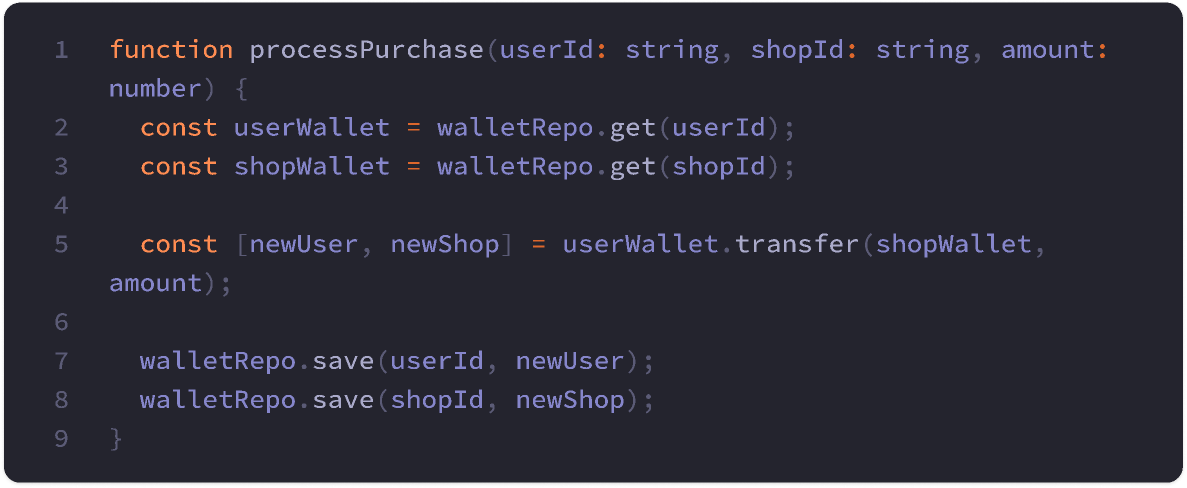 1 function processPurchase(userId: string, shopId: string, amount:
number) {
2   const userWallet = walletRepo.get(userId);
3   const shopWallet = walletRepo.get(shopId);
4
5   const [newUser, newShop] = userWallet.transfer(shopWallet,
amount);
6
7   walletRepo.save(userId, newUser);
8   walletRepo.save(shopId, newShop);
9 }